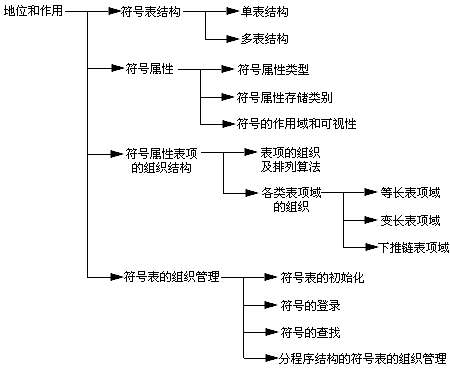 地位和作用
符号表结构
单表结构
多表结构
符号属性
符号属性类型
符号属性存储类别
符号的作用域和可视性
符号属性表项
的组织结构
表项的组织
及排列算法
各类表项域
的组织
等长表项域
变长表项域
下推链表项域
符号表的组织管理
符号表的初始化
符号的登录
符号的查找
分程序结构的符号表的组织管理